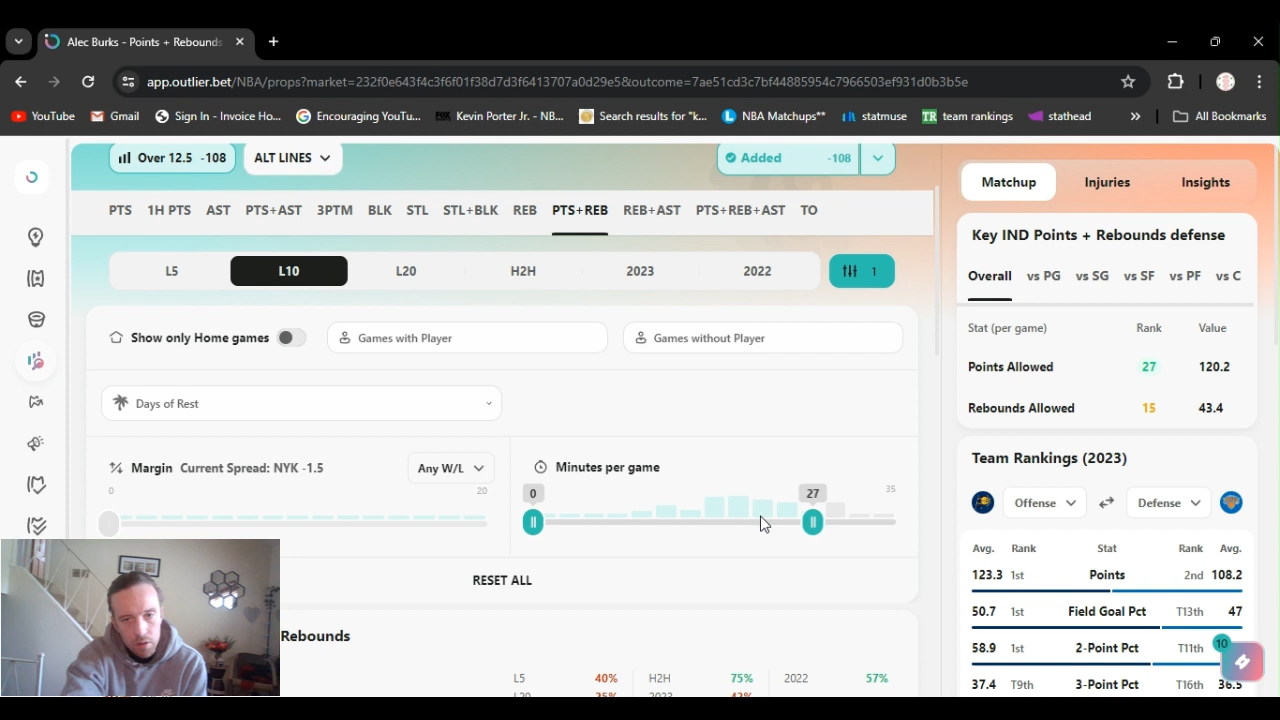 Alec Burks - Points + Rebounds
app.outlier.bet/NBA/props?market=232f0e643f4c3f6f01f38d7d3f6413707a0d29e5&outcome=7ae51cd3c7bf44885954c7966503ef931d0b3b5e
YouTube Gmail Sign In - Invoice Ho... Encouraging YouTu... Kevin Porter Jr. - NB... Search results for "k... NBA Matchups** statmuse team rankings stathead » All Bookmarks
Over 12.5 -108 ALT LINES Added -108
PTS 1H PTS AST PTS+AST 3PTM BLK STL STL+BLK REB PTS+REB REB+AST PTS+REB+AST TO
L5 L10 L20 H2H 2023 2022 1
Show only Home games Games with Player Games without Player
Days of Rest
Margin Current Spread: NYK -1.5 Any W/L
0 20
Minutes per game
0 27 35
RESET ALL
Rebounds
L5 40% H2H 75% 2022 57%
L20 25% 2023 42%
Matchup Injuries Insights
Key IND Points + Rebounds defense
Overall vs PG vs SG vs SF vs PF vs C
Stat (per game) Rank Value
Points Allowed 27 120.2
Rebounds Allowed 15 43.4
Team Rankings (2023)
Offense Defense
Avg. Rank Stat Rank Avg.
123.3 1st Points 2nd 108.2
50.7 1st Field Goal Pct T13th 47
58.9 1st 2-Point Pct T11th
37.4 T9th 3-Point Pct T16th 36.5
10